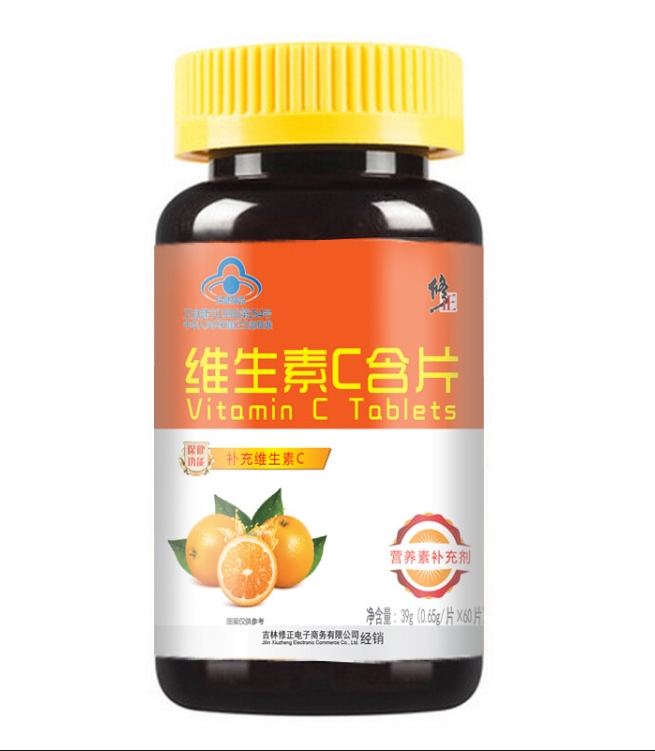 修正
维生素C含片
Vitamin C Tablets
保健
功能
补充维生素C
营养素补充剂
图案仅供参考
净含量：39g（0.65g/片×60片
吉林修正电子商务有限公司 经销
Jilin Xiuzheng Electronic Commerce Co., Ltd.